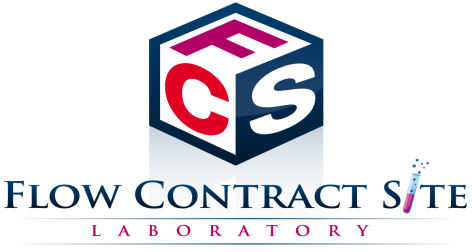 F
C S
FLOW CONTRACT SITE
LABORATORY